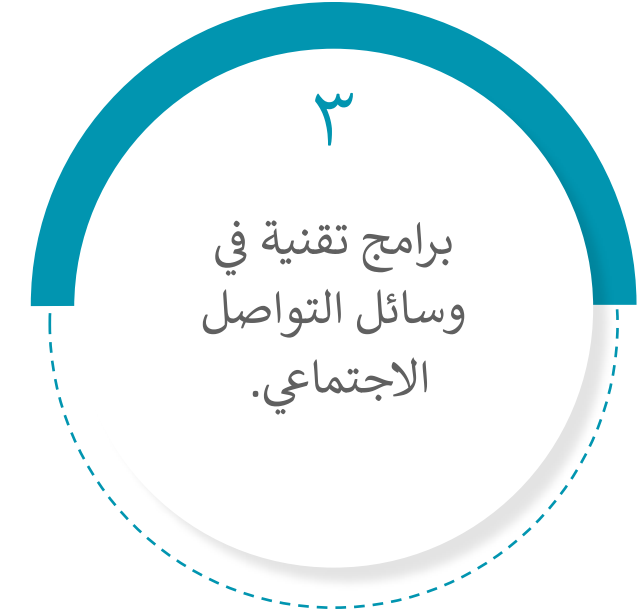 ٣
برامج تقنية في
وسائل التواصل
الاجتماعي.